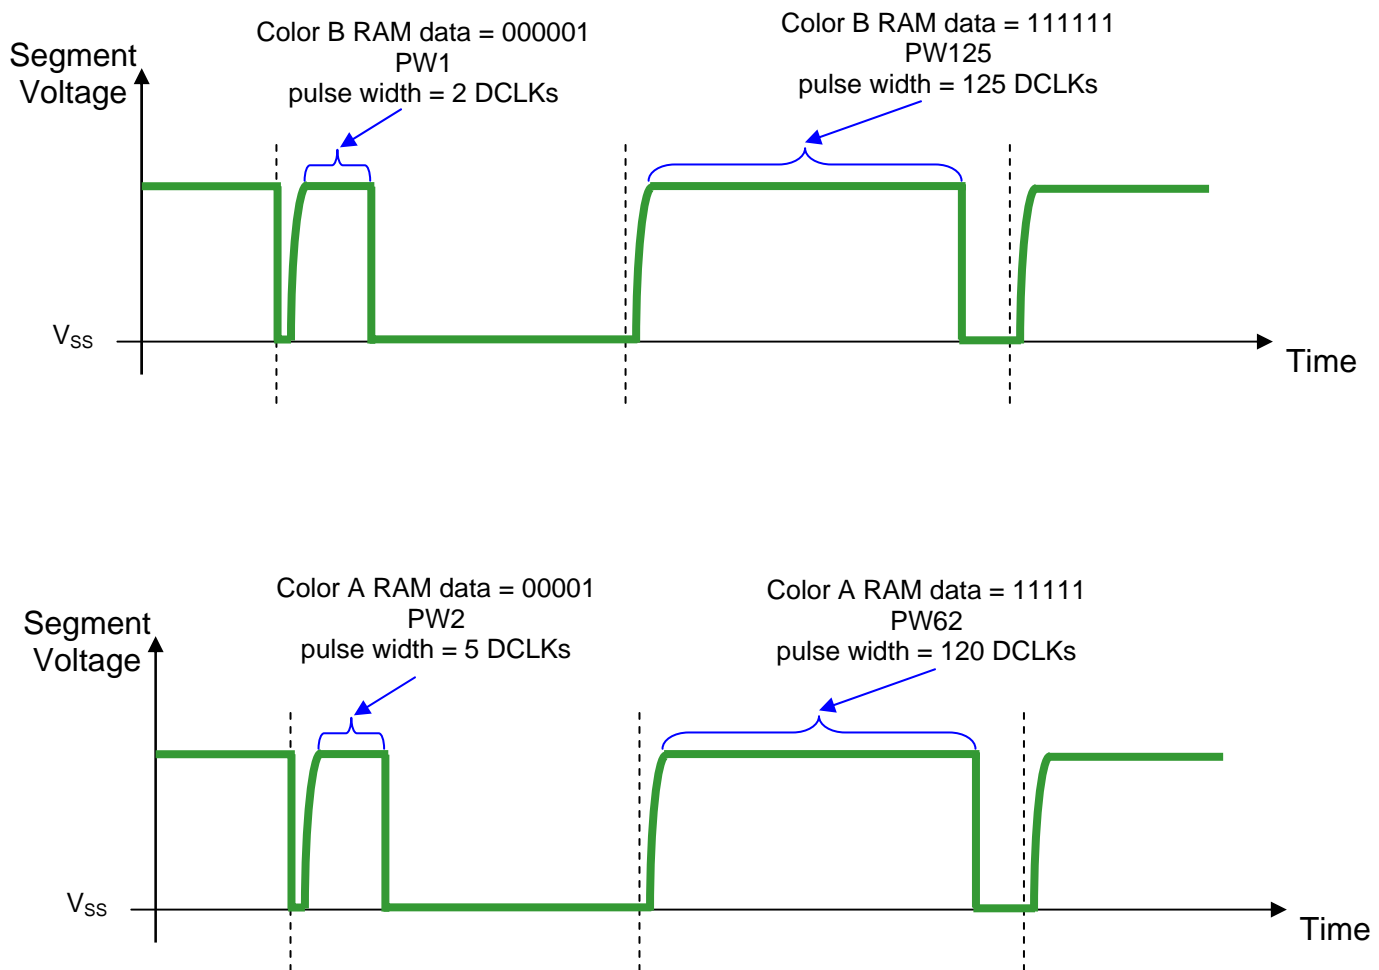 Color B RAM data = 000001
PW1
pulse width = 2 DCLKs
Color B RAM data = 111111
PW125
pulse width = 125 DCLKs
Segment
Voltage
VSS
Time
Color A RAM data = 00001
PW2
pulse width = 5 DCLKs
Color A RAM data = 11111
PW62
pulse width = 120 DCLKs
Segment
Voltage
VSS
Time